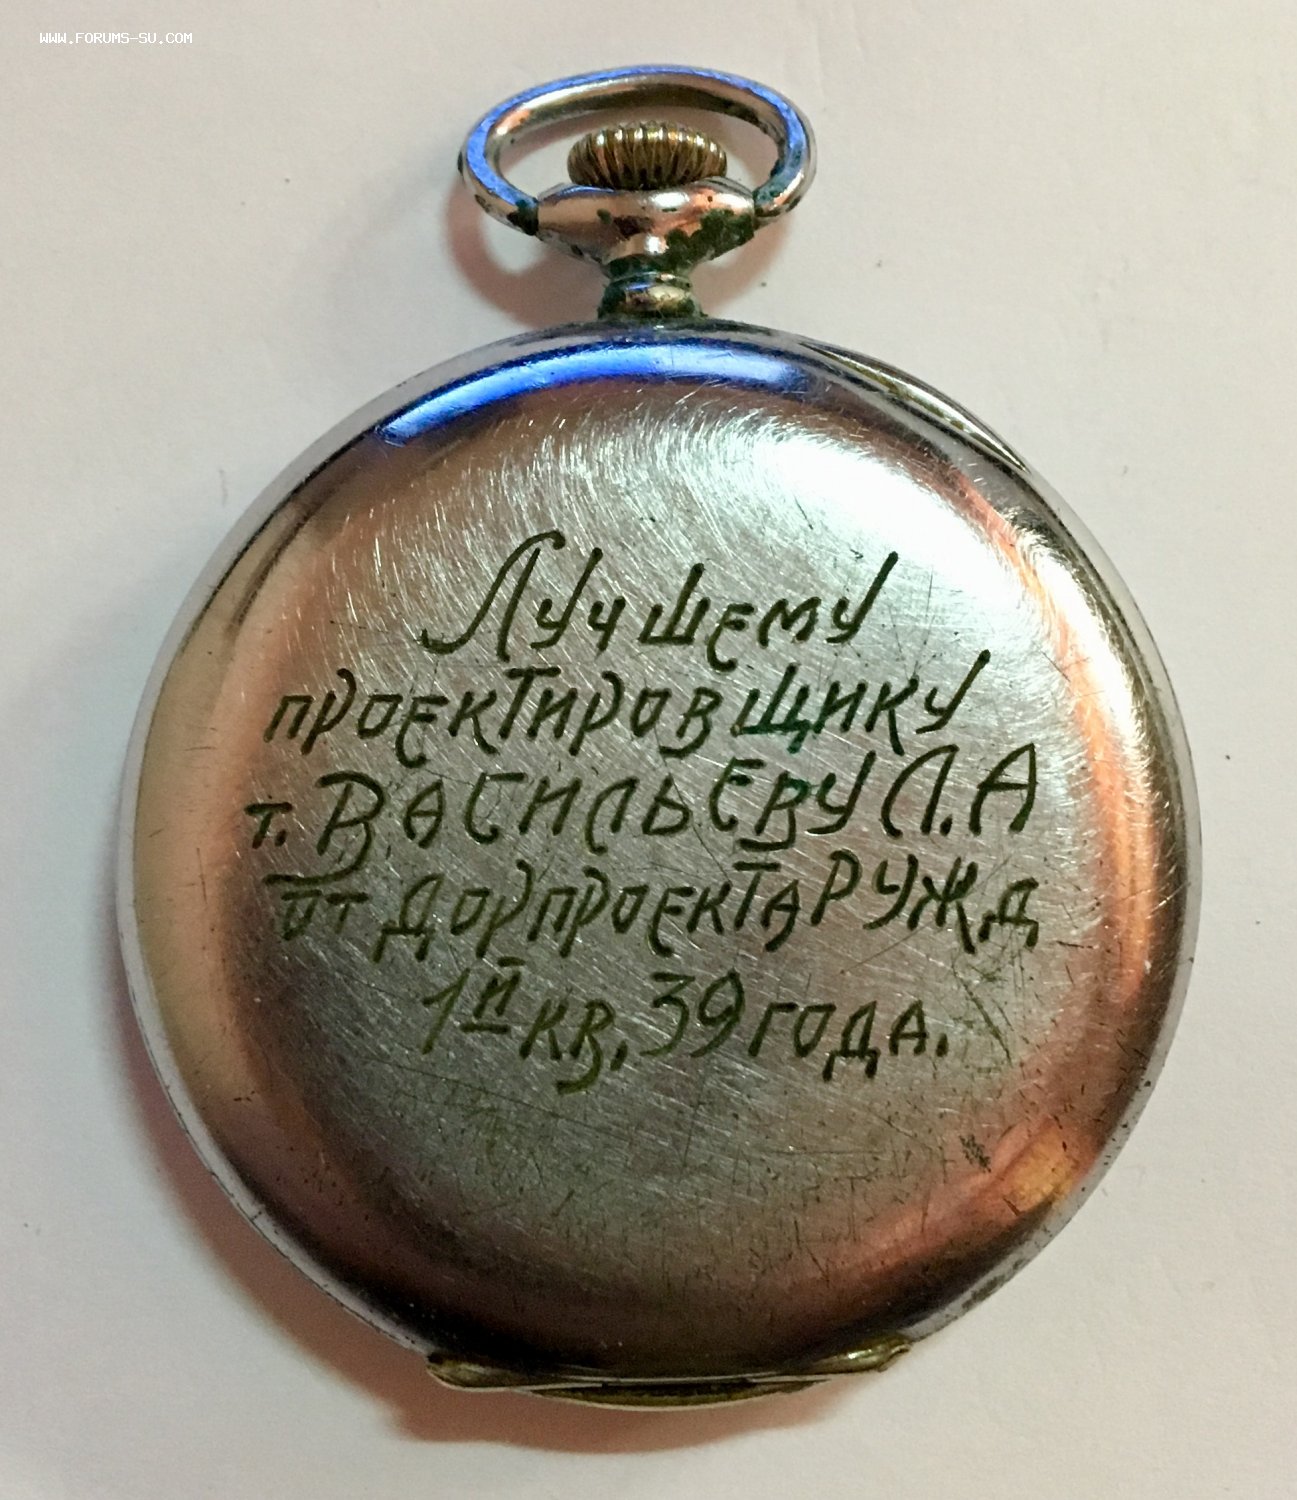 WWW.FORUMS-SU.COM
Лучшему
проектировщику
т. Васильеву Л.А
от Дорпроекта РУЖд
1й кв. 39 года.